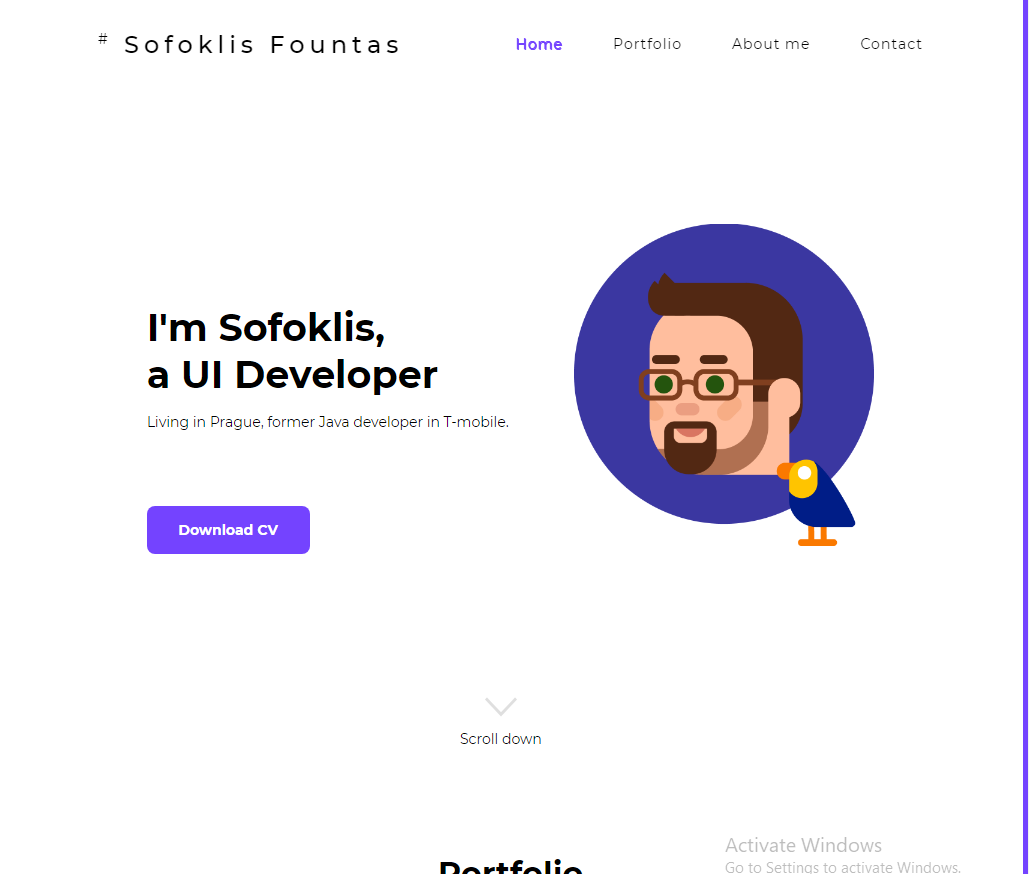 # Sofoklis Fountas
Home Portfolio About me Contact
I'm Sofoklis,
a UI Developer
Living in Prague, former Java developer in T-mobile.
Download CV
Scroll down
Portfolio
Activate Windows
Go to Settings to activate Windows.